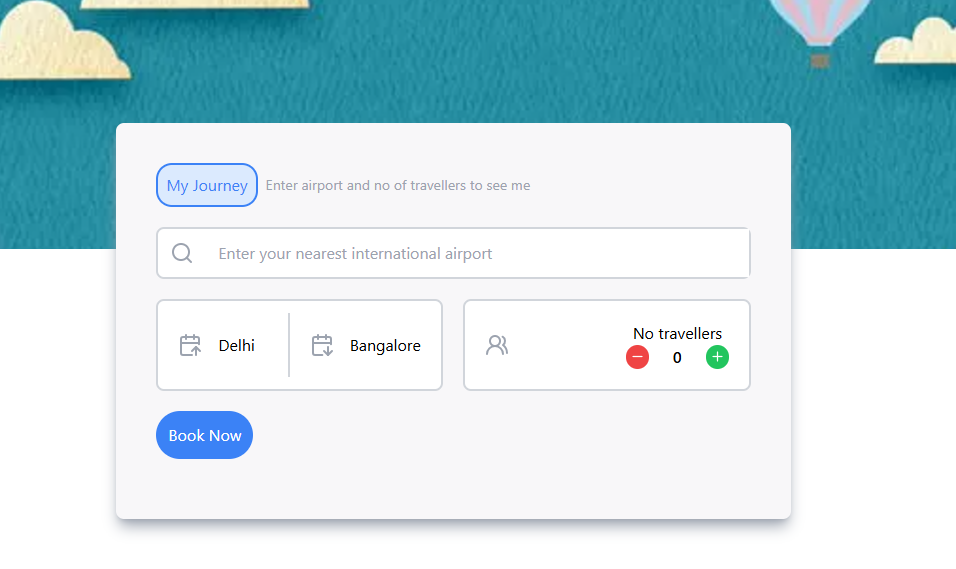 My Journey Enter airport and no of travellers to see me
Enter your nearest international airport
Delhi Bangalore No travellers
0
Book Now